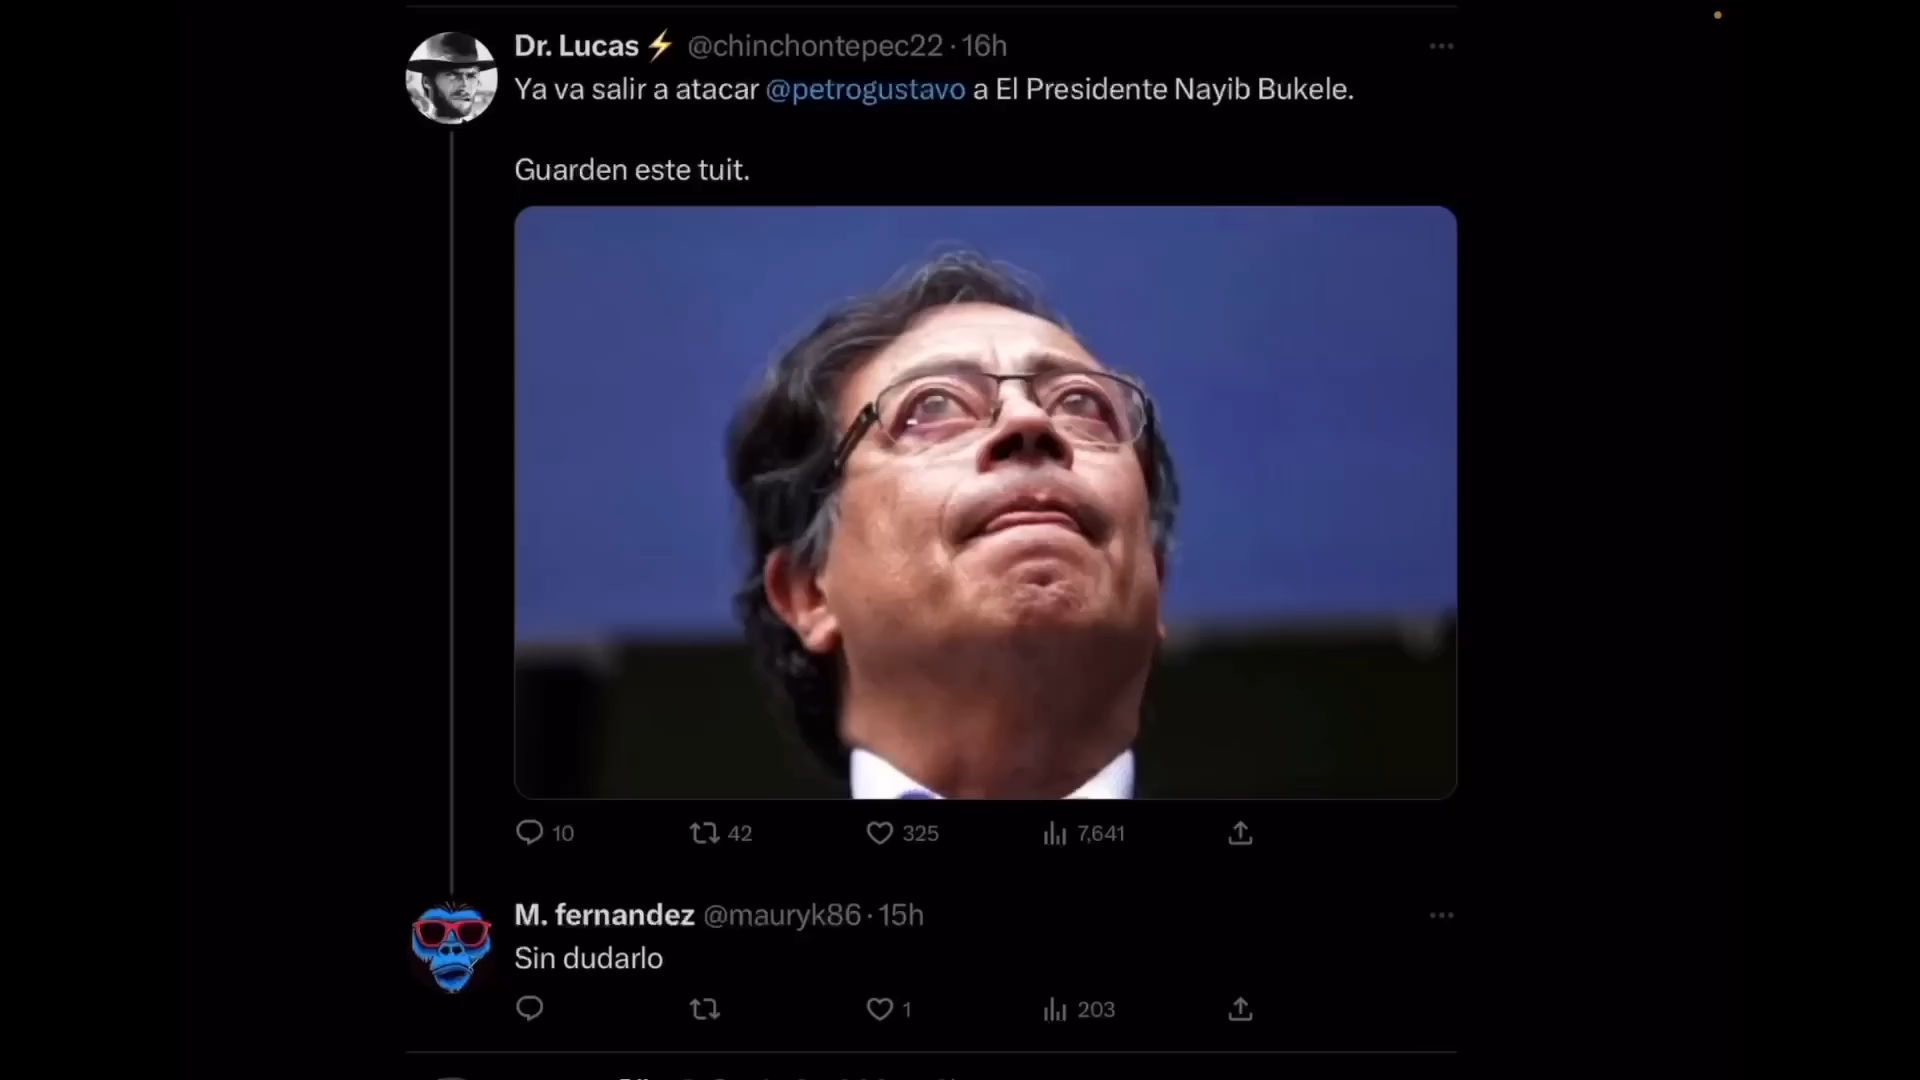 Dr. Lucas⚡ @chinchontepec22 · 16h
Ya va salir a atacar @petrogustavo a El Presidente Nayib Bukele.
Guarden este tuit.
10 42 325 7,641
M. fernandez @mauryk86 · 15h
Sin dudarlo
1 203